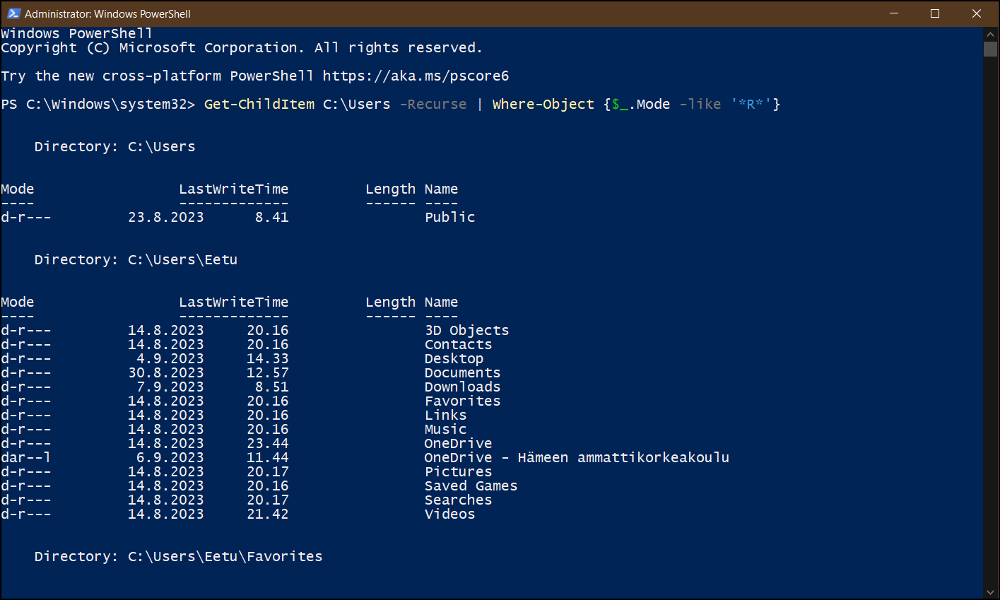 Administrator: Windows PowerShell
Windows PowerShell
Copyright (C) Microsoft Corporation. All rights reserved.
Try the new cross-platform PowerShell https://aka.ms/pscore6
PS C:\Windows\system32> Get-ChildItem C:\Users -Recurse | Where-Object {$_.Mode -like '*R*'}
    Directory: C:\Users
Mode                 LastWriteTime         Length Name
----                 -------------         ------ ----
d-r---         23.8.2023      8.41                Public
    Directory: C:\Users\Eetu
Mode                 LastWriteTime         Length Name
----                 -------------         ------ ----
d-r---         14.8.2023     20.16                3D Objects
d-r---         14.8.2023     20.16                Contacts
d-r---          4.9.2023     14.33                Desktop
d-r---         30.8.2023     12.57                Documents
d-r---          7.9.2023      8.51                Downloads
d-r---         14.8.2023     20.16                Favorites
d-r---         14.8.2023     20.16                Links
d-r---         14.8.2023     20.16                Music
d-r---         14.8.2023     23.44                OneDrive
dar--l          6.9.2023     11.44                OneDrive - Hämeen ammattikorkeakoulu
d-r---         14.8.2023     20.17                Pictures
d-r---         14.8.2023     20.16                Saved Games
d-r---         14.8.2023     20.17                Searches
d-r---         14.8.2023     21.42                Videos
    Directory: C:\Users\Eetu\Favorites